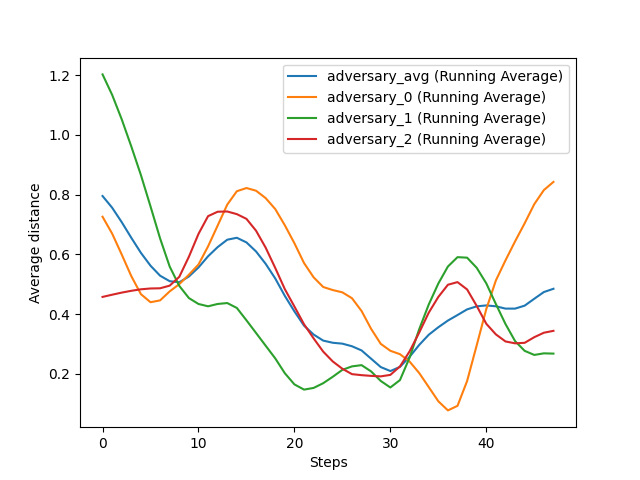 adversary_avg (Running Average)
adversary_0 (Running Average)
adversary_1 (Running Average)
adversary_2 (Running Average)
1.2
1.0
0.8
0.6
0.4
0.2
Average distance
0 10 20 30 40
Steps